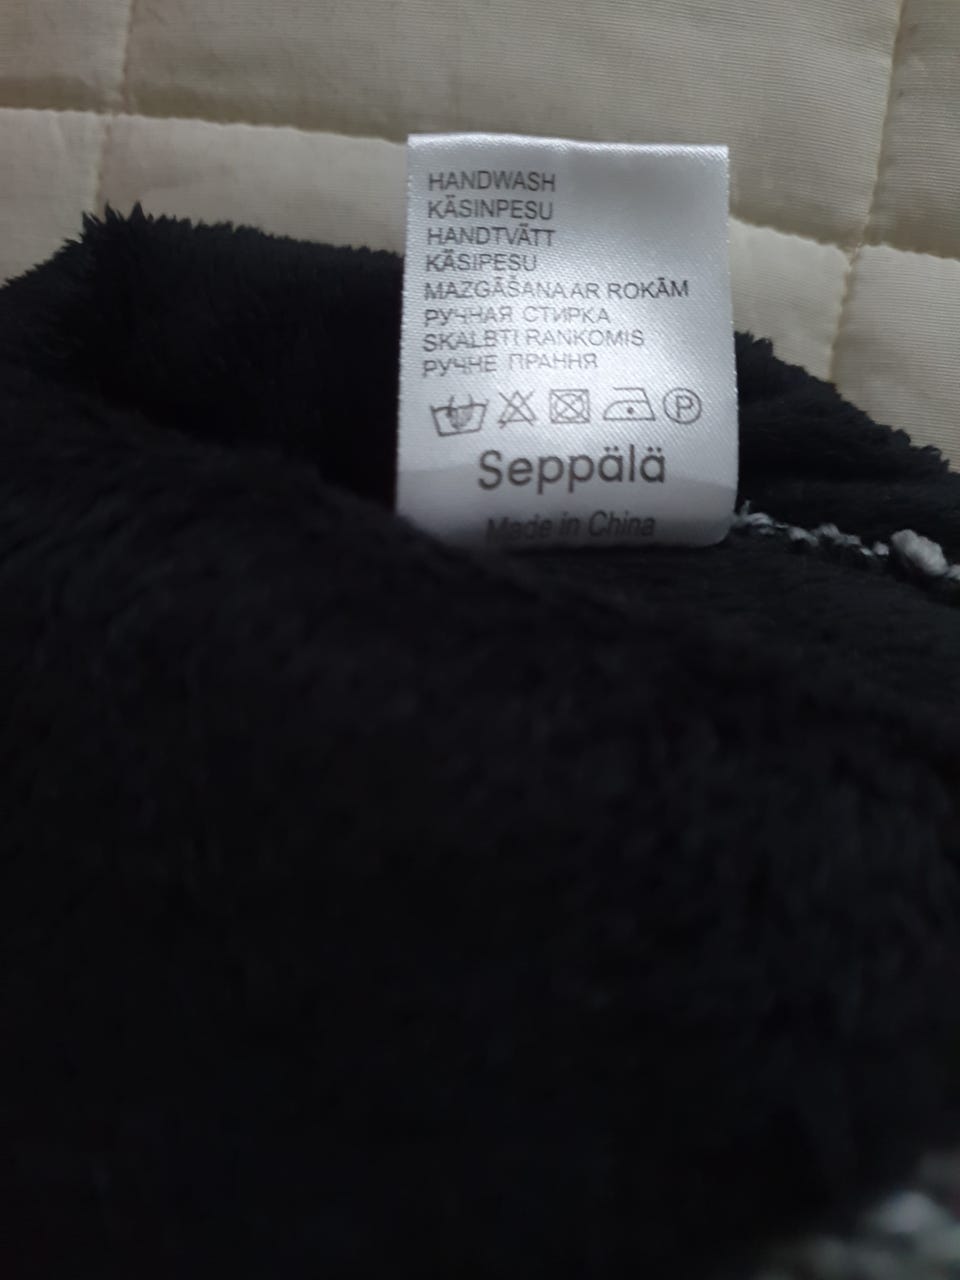 HANDWASH
KÄSINPESU
HANDTVÄTT
KÄSIPESU
MAZGĀŠANA AR ROKĀM
РУЧНАЯ СТИРКА
SKALBTI RANKOMIS
РУЧНЕ ПРАННЯ
P
Seppälä
Made in China